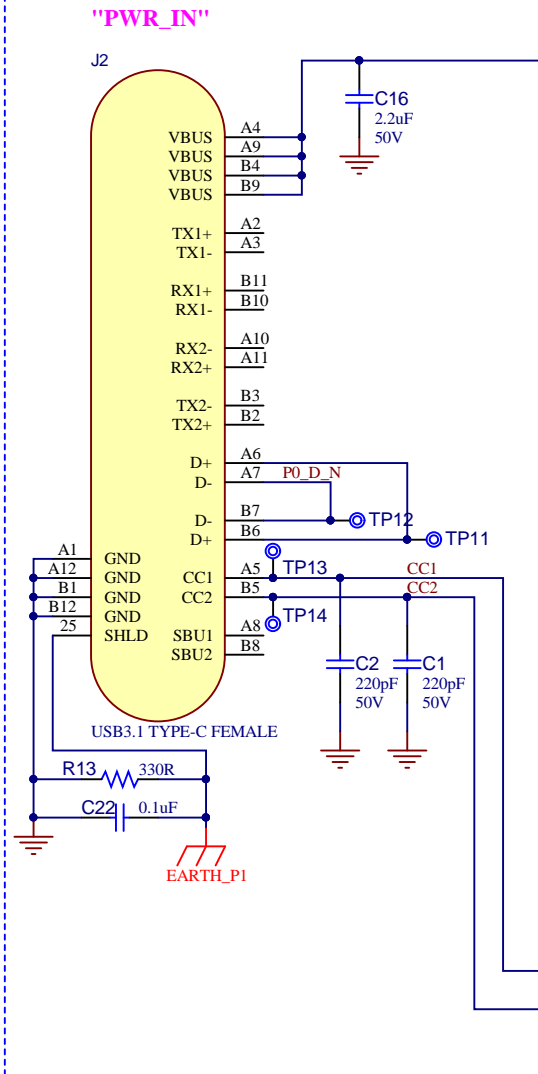 "PWR_IN"
J2
C16
2.2uF
50V
VBUS A4
VBUS A9
VBUS B4
VBUS B9
TX1+ A2
TX1- A3
RX1+ B11
RX1- B10
RX2- A10
RX2+ A11
TX2- B3
TX2+ B2
D+ A6
D- A7 P0_D_N
D- B7 TP12
D+ B6 TP11
A1 GND
A12 GND CC1 A5 TP13 CC1
B1 GND CC2 B5 CC2
B12 GND TP14
25 SHLD SBU1 A8
SBU2 B8
C2 C1
220pF 220pF
50V 50V
USB3.1 TYPE-C FEMALE
R13 330R
C22 0.1uF
EARTH_P1